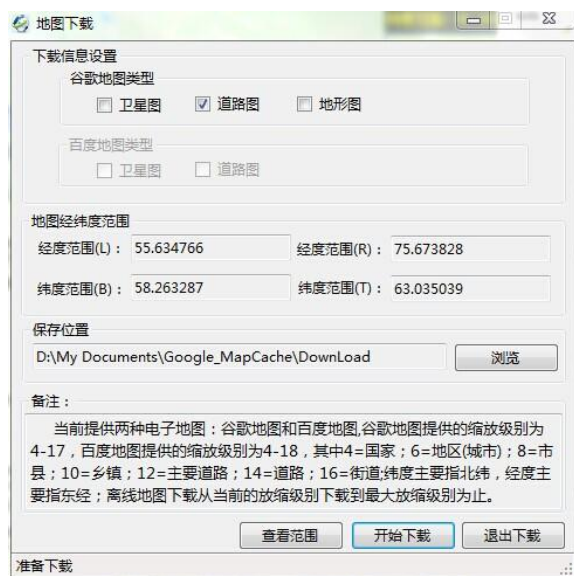 地图下载
下载信息设置
谷歌地图类型
卫星图 道路图 地形图
百度地图类型
卫星图 道路图
地图经纬度范围
经度范围(L)： 55.634766 经度范围(R)： 75.673828
纬度范围(B)： 58.263287 纬度范围(T)： 63.035039
保存位置
D:\My Documents\Google_MapCache\DownLoad 浏览
备注：
当前提供两种电子地图：谷歌地图和百度地图,谷歌地图提供的缩放级别为
4-17，百度地图提供的缩放级别为4-18，其中4=国家；6=地区(城市)；8=市
县；10=乡镇；12=主要道路；14=道路；16=街道;纬度主要指北纬，经度主
要指东经；离线地图下载从当前的放缩级别下载到最大放缩级别为止。
查看范围 开始下载 退出下载
准备下载